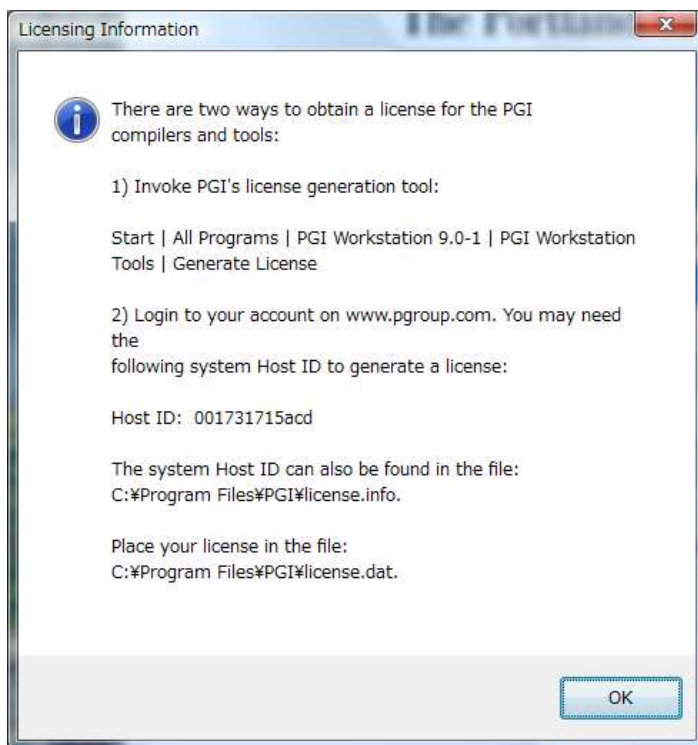 Licensing Information
There are two ways to obtain a license for the PGI
compilers and tools:
1) Invoke PGI's license generation tool:
Start | All Programs | PGI Workstation 9.0-1 | PGI Workstation
Tools | Generate License
2) Login to your account on www.pgroup.com. You may need
the
following system Host ID to generate a license:
Host ID:  001731715acd
The system Host ID can also be found in the file:
C:¥Program Files¥PGI¥license.info.
Place your license in the file:
C:¥Program Files¥PGI¥license.dat.
OK